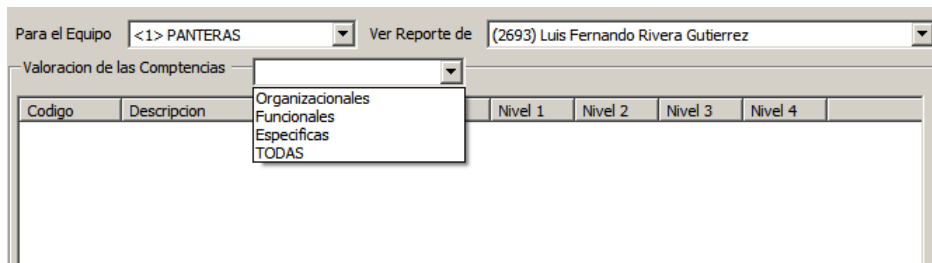 Para el Equipo <1> PANTERAS Ver Reporte de (2693) Luis Fernando Rivera Gutierrez
Valoracion de las Comptencias
Codigo Descripcion Nivel 1 Nivel 2 Nivel 3 Nivel 4
Organizacionales
Funcionales
Especificas
TODAS